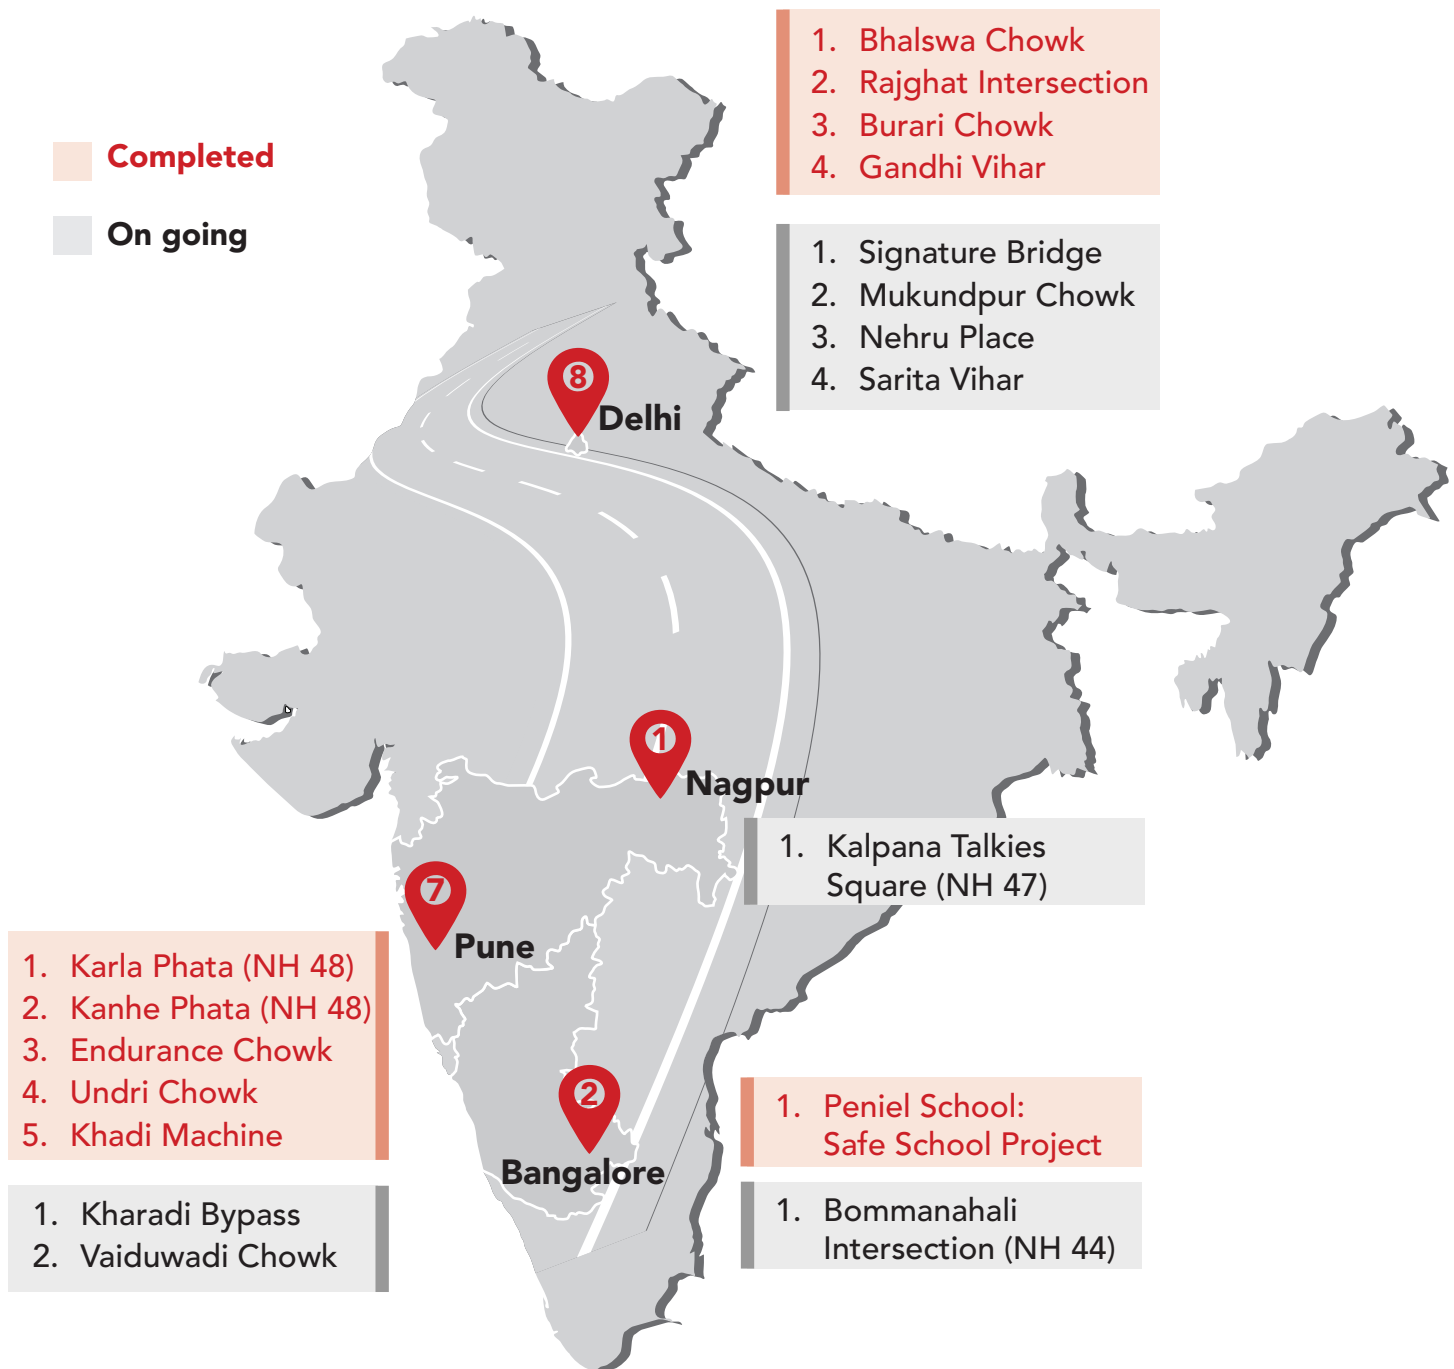 Completed
On going
1. Bhalswa Chowk
2. Rajghat Intersection
3. Burari Chowk
4. Gandhi Vihar
1. Signature Bridge
2. Mukundpur Chowk
3. Nehru Place
4. Sarita Vihar
8
Delhi
1
Nagpur
1. Kalpana Talkies
Square (NH 47)
7
Pune
1. Karla Phata (NH 48)
2. Kanhe Phata (NH 48)
3. Endurance Chowk
4. Undri Chowk
5. Khadi Machine
1. Kharadi Bypass
2. Vaiduwadi Chowk
2
Bangalore
1. Peniel School:
Safe School Project
1. Bommanahali
Intersection (NH 44)